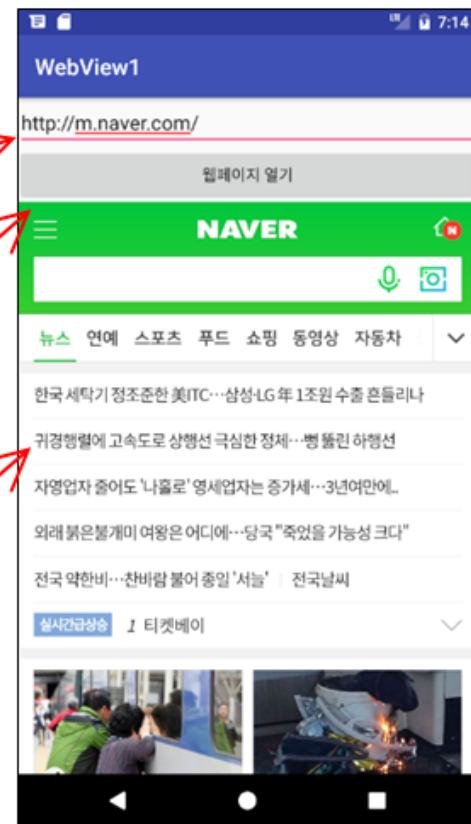 LTE 7:14
WebView1
http://m.naver.com/
웹페이지 열기
NAVER
N
뉴스 연예 스포츠 푸드 쇼핑 동영상 자동차
한국 세탁기 정조준한 美ITC…삼성·LG 年 1조원 수출 흔들리나
귀경행렬에 고속도로 상행선 극심한 정체…뻥 뚫린 하행선
자영업자 줄어도 '나홀로' 영세업자는 증가세…3년여만에..
외래 붉은불개미 여왕은 어디에…당국 "죽었을 가능성 크다"
전국 약한비…찬바람 불어 종일 '서늘' | 전국날씨
실시간급상승 1 티켓베이